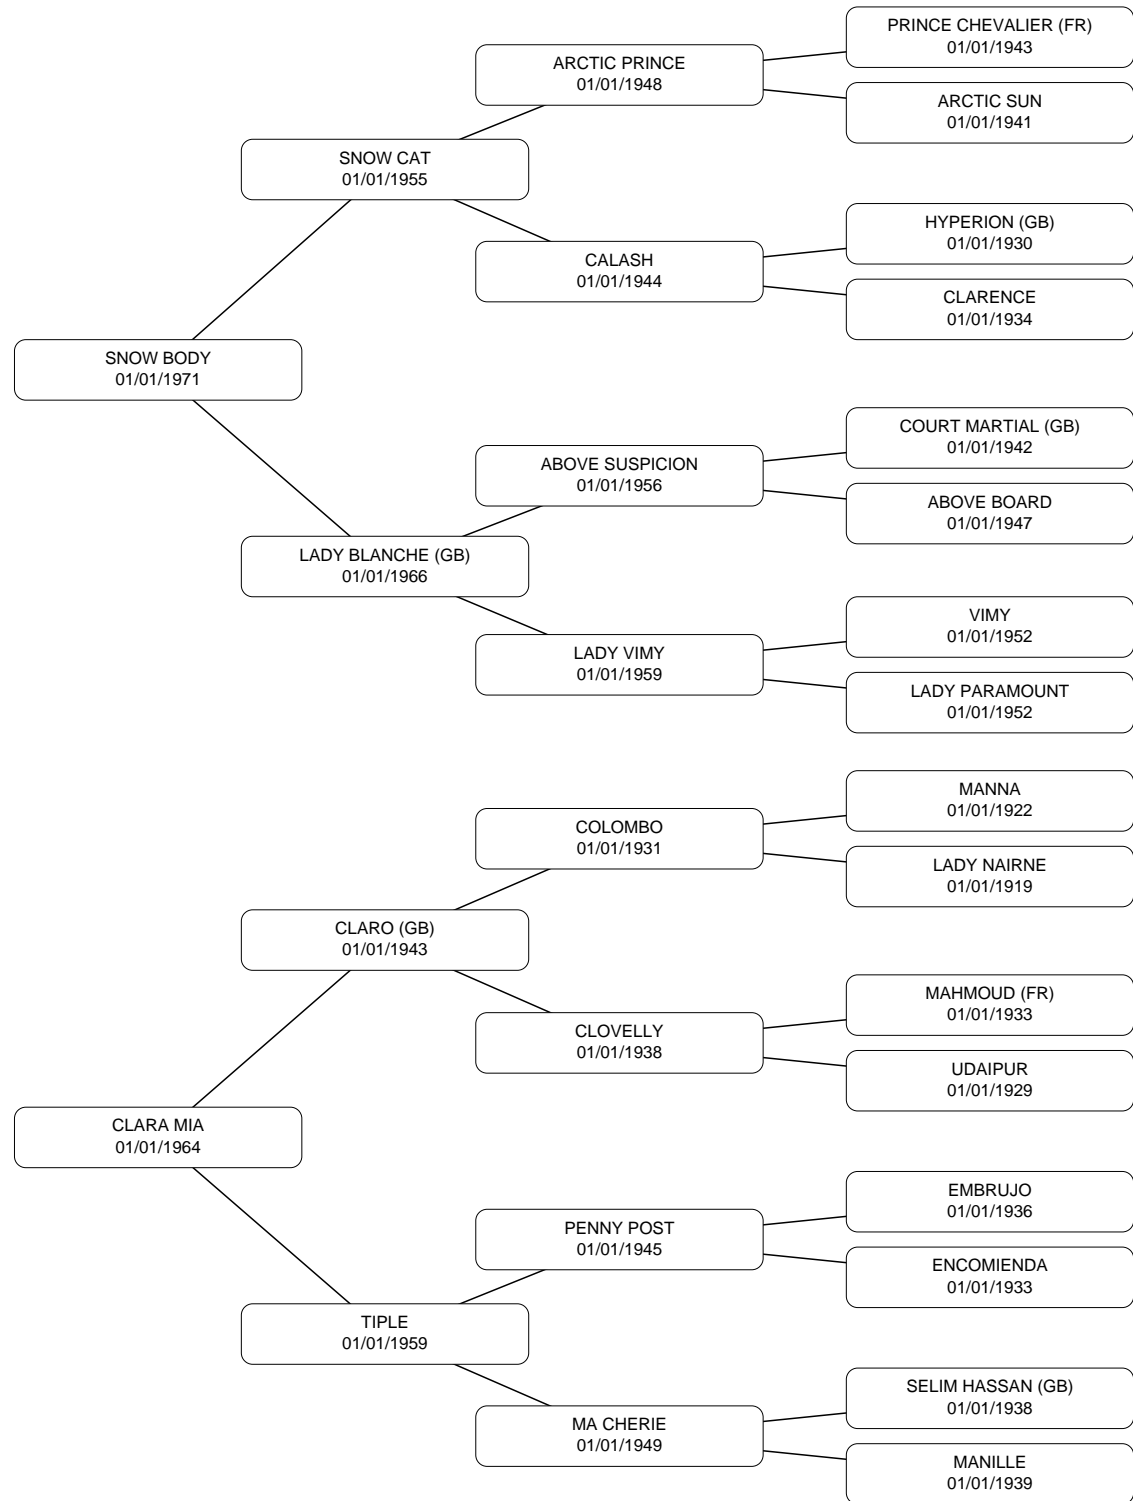 PRINCE CHEVALIER (FR)
01/01/1943
ARCTIC PRINCE
01/01/1948
ARCTIC SUN
01/01/1941
SNOW CAT
01/01/1955
HYPERION (GB)
01/01/1930
CALASH
01/01/1944
CLARENCE
01/01/1934
SNOW BODY
01/01/1971
COURT MARTIAL (GB)
01/01/1942
ABOVE SUSPICION
01/01/1956
ABOVE BOARD
01/01/1947
LADY BLANCHE (GB)
01/01/1966
VIMY
01/01/1952
LADY VIMY
01/01/1959
LADY PARAMOUNT
01/01/1952
MANNA
01/01/1922
COLOMBO
01/01/1931
LADY NAIRNE
01/01/1919
CLARO (GB)
01/01/1943
MAHMOUD (FR)
01/01/1933
CLOVELLY
01/01/1938
UDAIPUR
01/01/1929
CLARA MIA
01/01/1964
EMBRUJO
01/01/1936
PENNY POST
01/01/1945
ENCOMIENDA
01/01/1933
TIPLE
01/01/1959
SELIM HASSAN (GB)
01/01/1938
MA CHERIE
01/01/1949
MANILLE
01/01/1939